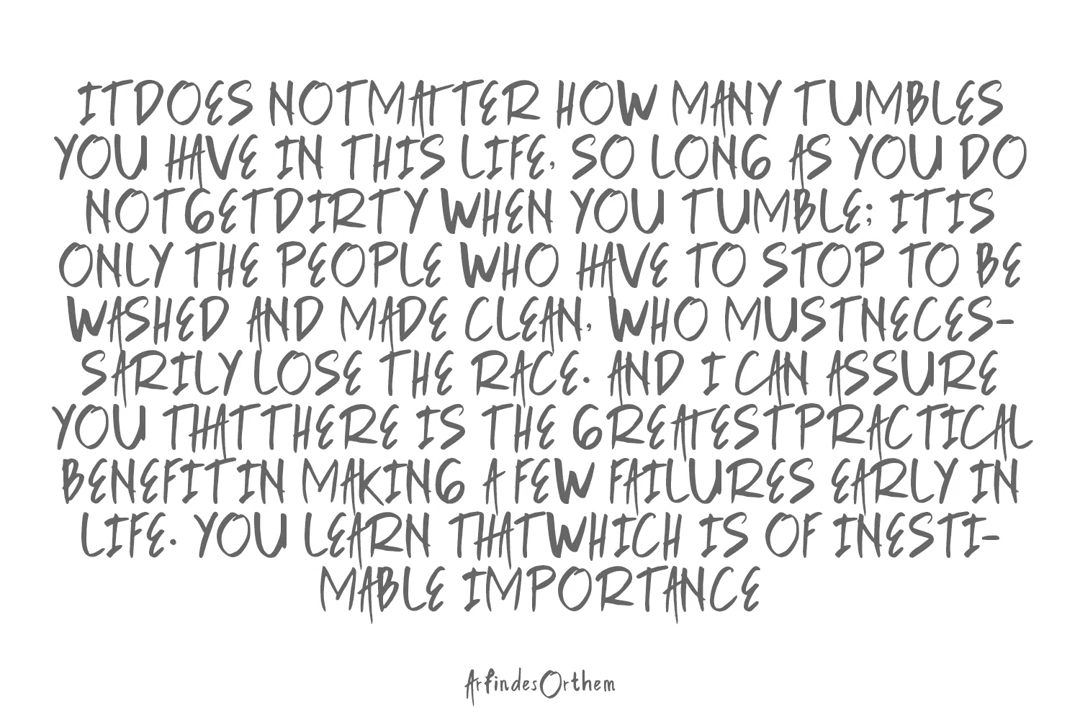 ITDOES NOTMATTER HOW MANY TUMBLES
YOU HAVE IN THIS LIFE, SO LONG AS YOU DO
NOTGETDIRTY WHEN YOU TUMBLE; ITIS
ONLY THE PEOPLE WHO HAVE TO STOP TO BE
WASHED AND MADE CLEAN, WHO MUSTNECES-
SARILY LOSE THE RACE. AND I CAN ASSURE
YOU THATTHERE IS THE GREATESTPRACTICAL
BENEFITIN MAKING A FEW FAILURES EARLY IN
LIFE. YOU LEARN THATWHICH IS OF INESTI-
MABLE IMPORTANCE
ArfindesOrthem